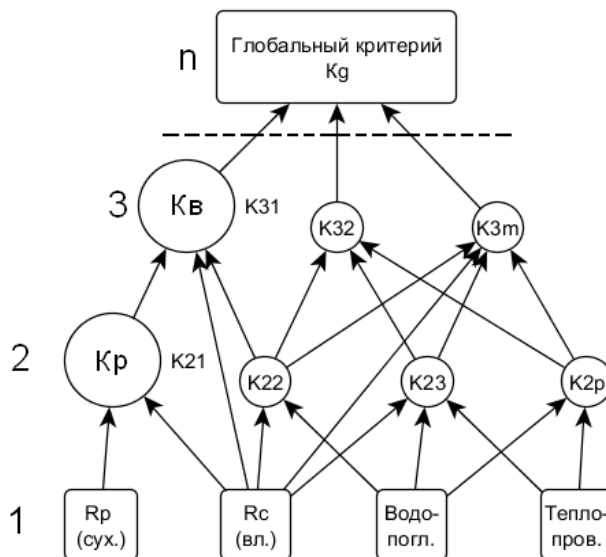 n
Глобальный критерий
Kg
3
Кв
K31
K32
K3m
2
Кр
K21
K22
K23
K2p
1
Rp
(сух.)
Rc
(вл.)
Водо-
погл.
Тепло-
пров.